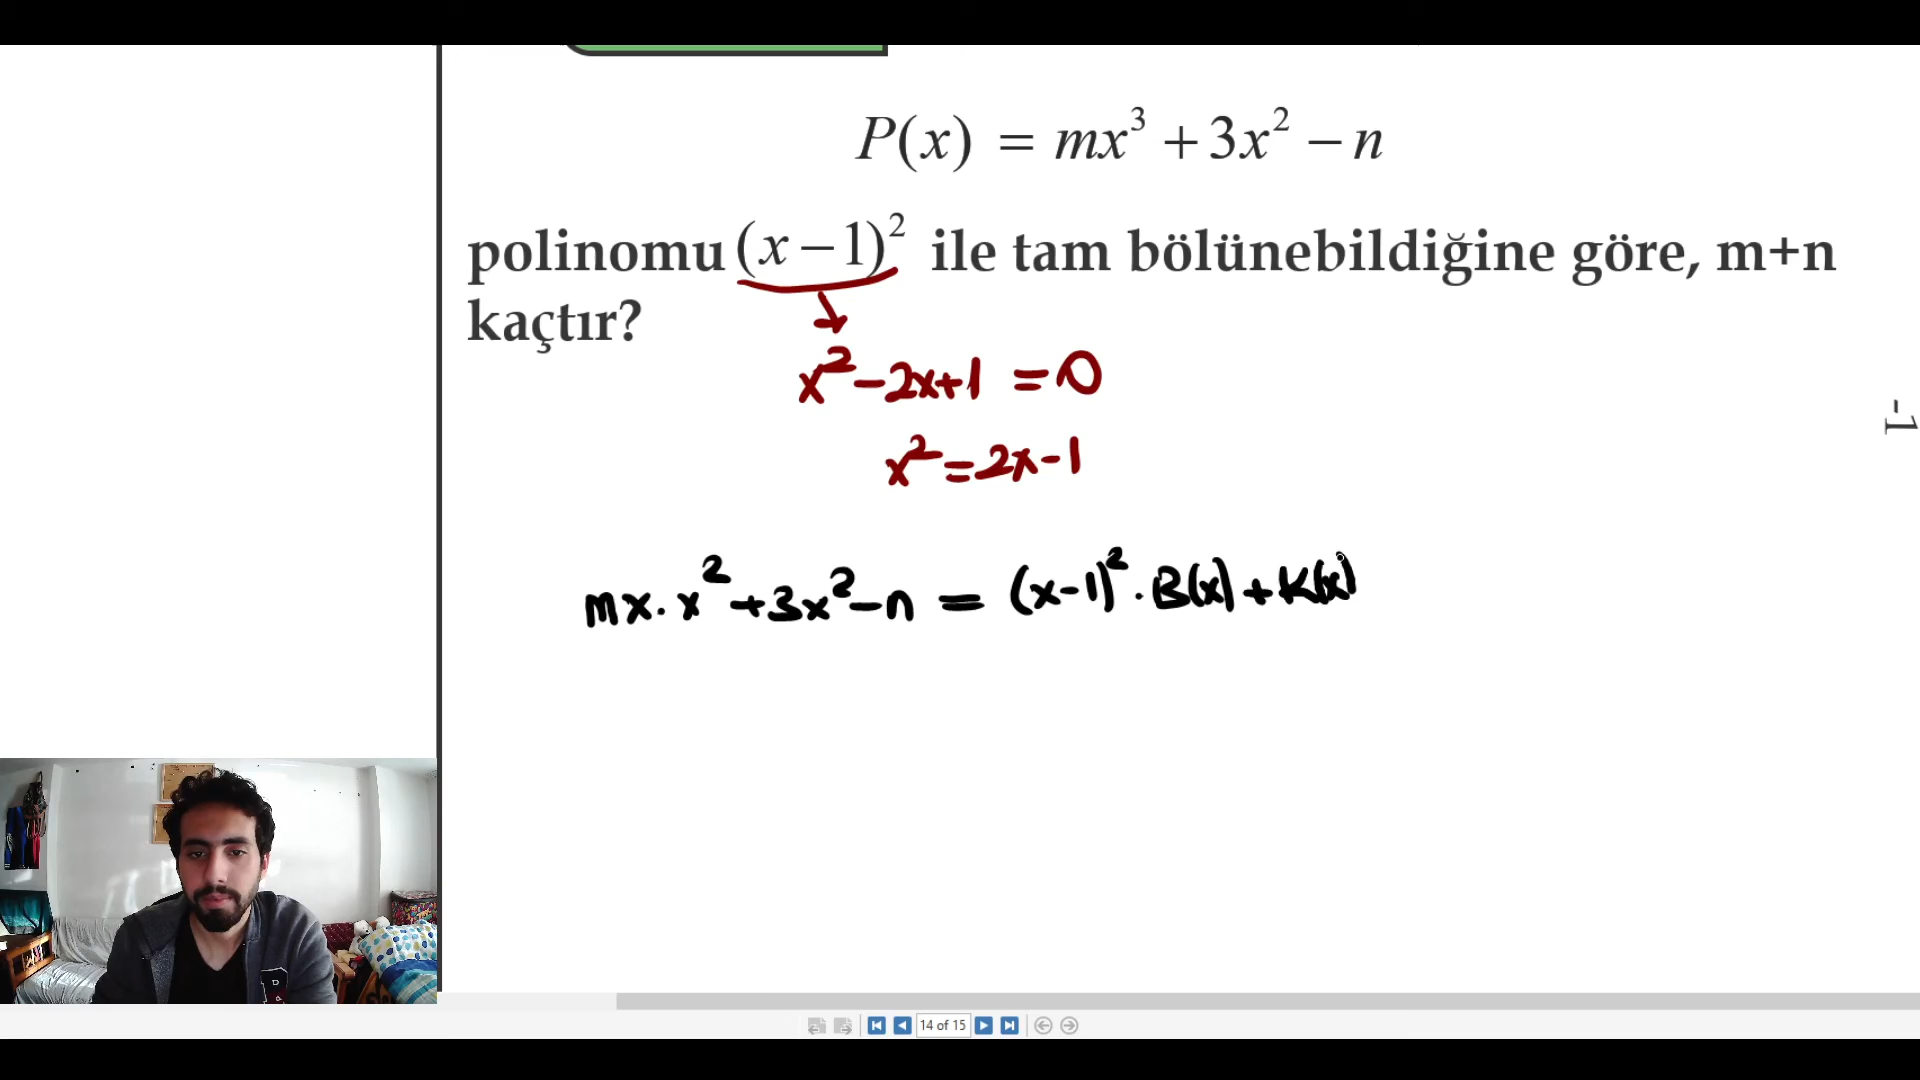 P(x) = mx³ + 3x² − n
polinomu (x − 1)² ile tam bölünebildiğine göre, m+n
kaçtır?
x² − 2x + 1 = 0
-1
x² = 2x − 1
mx . x² + 3x² − n = (x − 1)² . B(x) + K(x)
14 of 15